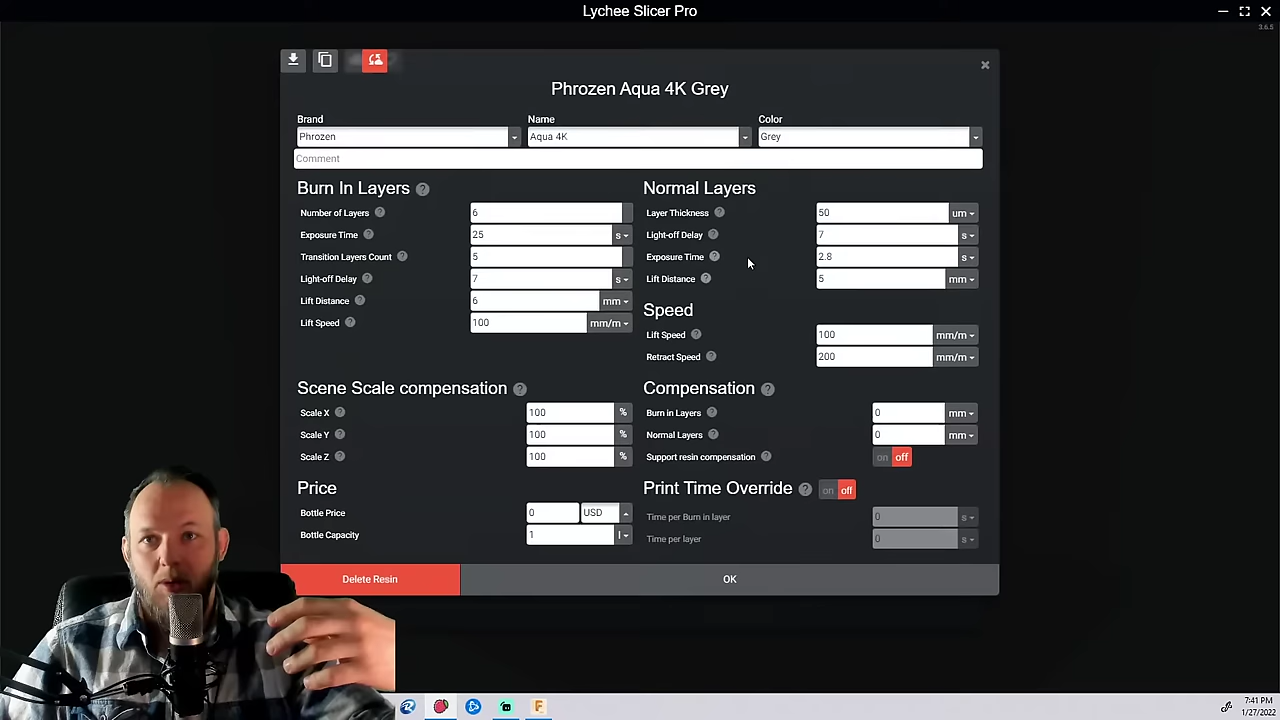 Lychee Slicer Pro
3.6.5
Phrozen Aqua 4K Grey
Brand Name Color
Phrozen Aqua 4K Grey
Comment
Burn In Layers ?
Number of Layers ? 6
Exposure Time ? 25 s
Transition Layers Count ? 5
Light-off Delay ? 7 s
Lift Distance ? 6 mm
Lift Speed ? 100 mm/m
Normal Layers
Layer Thickness ? 50 um
Light-off Delay ? 7 s
Exposure Time ? 2.8 s
Lift Distance ? 5 mm
Speed
Lift Speed ? 100 mm/m
Retract Speed ? 200 mm/m
Scene Scale compensation ?
Scale X ? 100 %
Scale Y ? 100 %
Scale Z ? 100 %
Compensation ?
Burn in Layers ? 0 mm
Normal Layers ? 0 mm
Support resin compensation ? on off
Price
Bottle Price 0 USD
Bottle Capacity 1 l
Print Time Override ? on off
Time per Burn in layer 0 s
Time per layer 0 s
Delete Resin OK
7:41 PM
1/27/2022